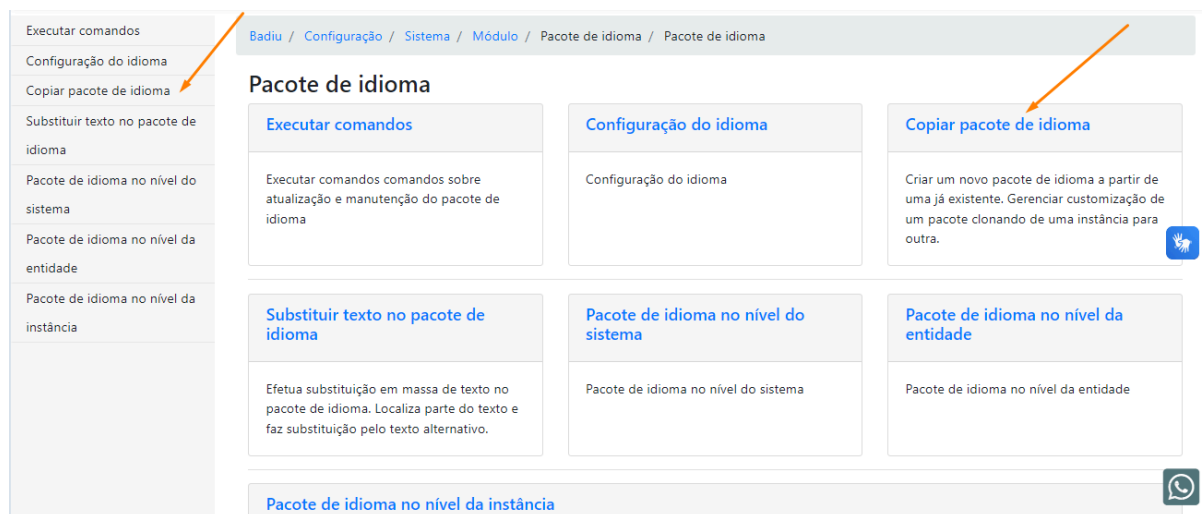 Executar comandos
Configuração do idioma
Copiar pacote de idioma
Substituir texto no pacote de
idioma
Pacote de idioma no nível do
sistema
Pacote de idioma no nível da
entidade
Pacote de idioma no nível da
instância
Badiu / Configuração / Sistema / Módulo / Pacote de idioma / Pacote de idioma
Pacote de idioma
Executar comandos
Executar comandos comandos sobre
atualização e manutenção do pacote de
idioma
Configuração do idioma
Configuração do idioma
Copiar pacote de idioma
Criar um novo pacote de idioma a partir de
uma já existente. Gerenciar customização de
um pacote clonando de uma instância para
outra.
Substituir texto no pacote de
idioma
Efetua substituição em massa de texto no
pacote de idioma. Localiza parte do texto e
faz substituição pelo texto alternativo.
Pacote de idioma no nível do
sistema
Pacote de idioma no nível do sistema
Pacote de idioma no nível da
entidade
Pacote de idioma no nível da entidade
Pacote de idioma no nível da instância